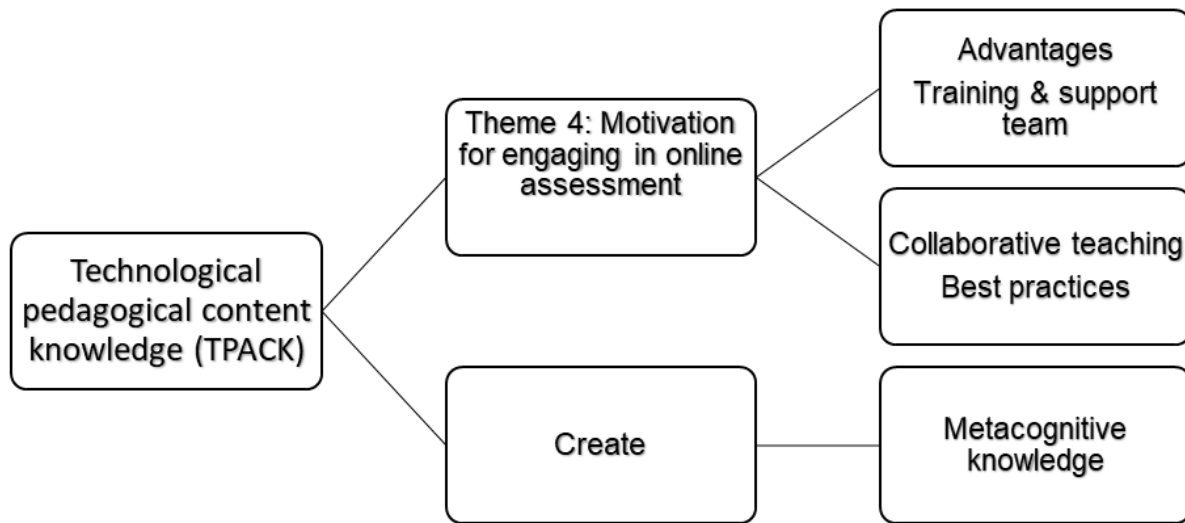 Technological
pedagogical content
knowledge (TPACK)
Theme 4: Motivation
for engaging in online
assessment
Advantages
Training & support
team
Collaborative teaching
Best practices
Create
Metacognitive
knowledge